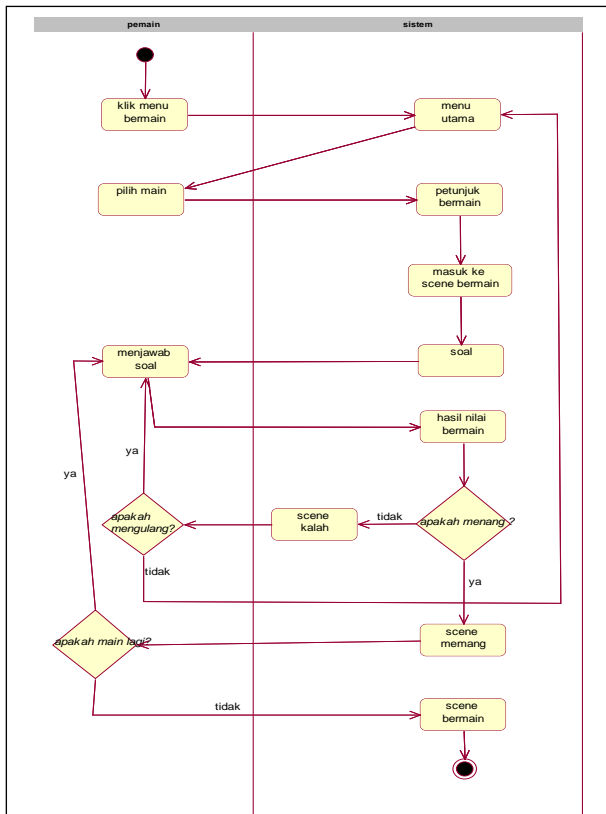 pemain
sistem
klik menu
bermain
menu
utama
pilih main
petunjuk
bermain
masuk ke
scene bermain
menjawab
soal
soal
hasil nilai
bermain
ya
ya
apakah
mengulang?
scene
kalah
tidak
apakah menang ?
tidak
ya
apakah main lagi?
scene
memang
tidak
scene
bermain